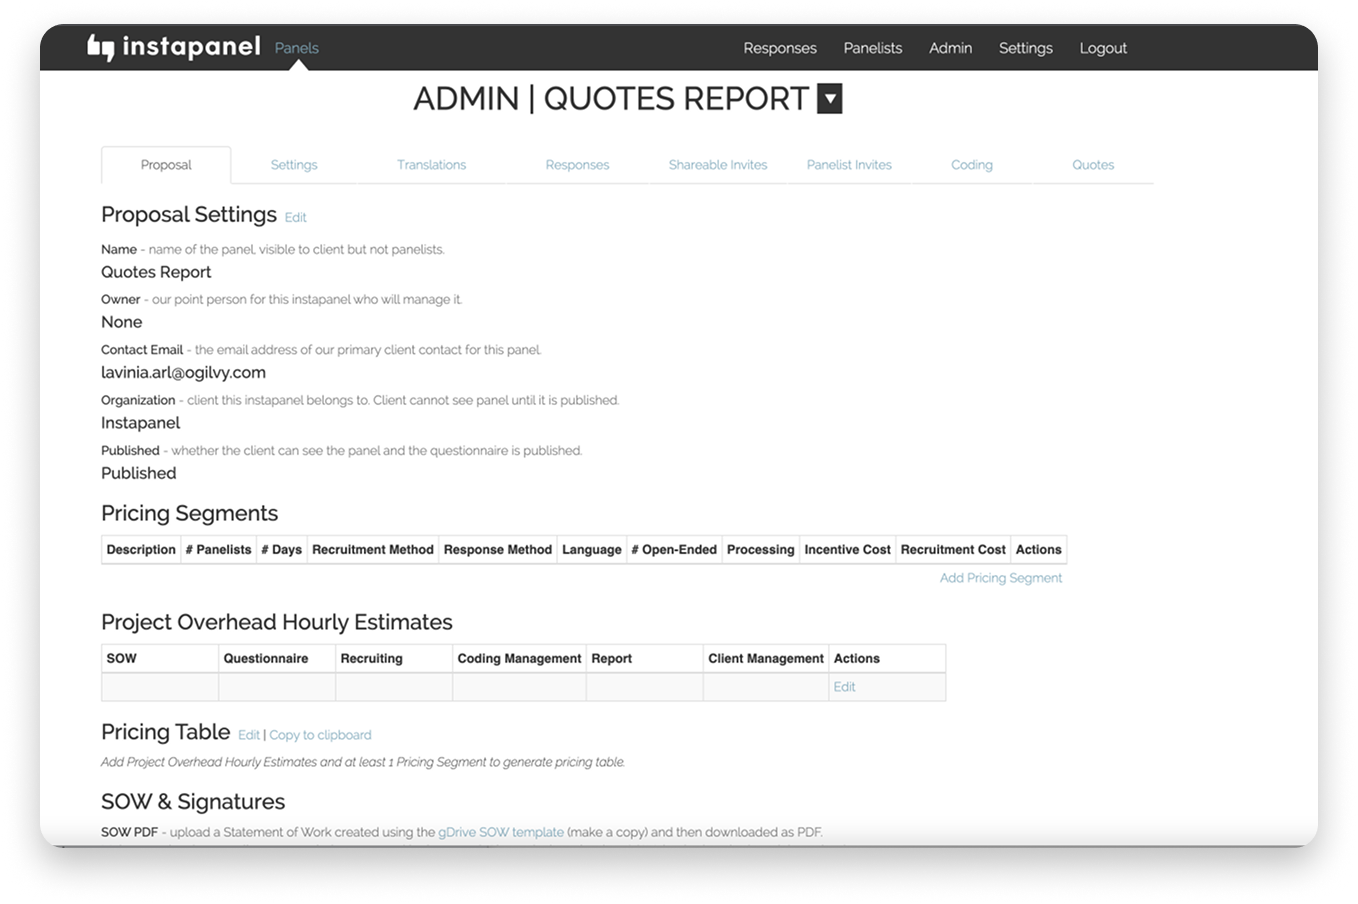 instapanel Panels Responses Panelists Admin Settings Logout
ADMIN | QUOTES REPORT
Proposal Settings Translations Responses Shareable Invites Panelist Invites Coding Quotes
Proposal Settings Edit
Name - name of the panel, visible to client but not panelists.
Quotes Report
Owner - our point person for this instapanel who will manage it.
None
Contact Email - the email address of our primary client contact for this panel.
lavinia.arl@ogilvy.com
Organization - client this instapanel belongs to. Client cannot see panel until it is published.
Instapanel
Published - whether the client can see the panel and the questionnaire is published.
Published
Pricing Segments
Description # Panelists # Days Recruitment Method Response Method Language # Open-Ended Processing Incentive Cost Recruitment Cost Actions
Add Pricing Segment
Project Overhead Hourly Estimates
SOW Questionnaire Recruiting Coding Management Report Client Management Actions
Edit
Pricing Table Edit | Copy to clipboard
Add Project Overhead Hourly Estimates and at least 1 Pricing Segment to generate pricing table.
SOW & Signatures
SOW PDF - upload a Statement of Work created using the gDrive SOW template (make a copy) and then downloaded as PDF.